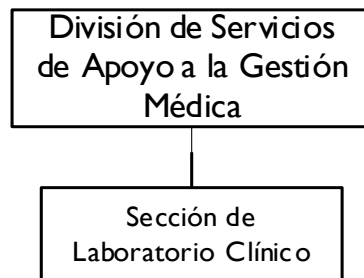 División de Servicios
de Apoyo a la Gestión
Médica
Sección de
Laboratorio Clínico